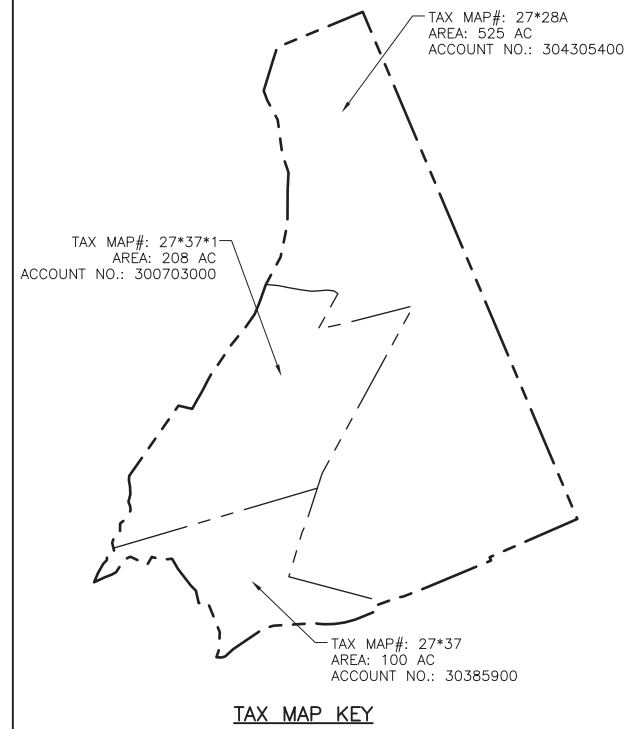 TAX MAP#: 27*28A
AREA: 525 AC
ACCOUNT NO.: 304305400
TAX MAP#: 27*37*1
AREA: 208 AC
ACCOUNT NO.: 300703000
TAX MAP#: 27*37
AREA: 100 AC
ACCOUNT NO.: 30385900
TAX MAP KEY